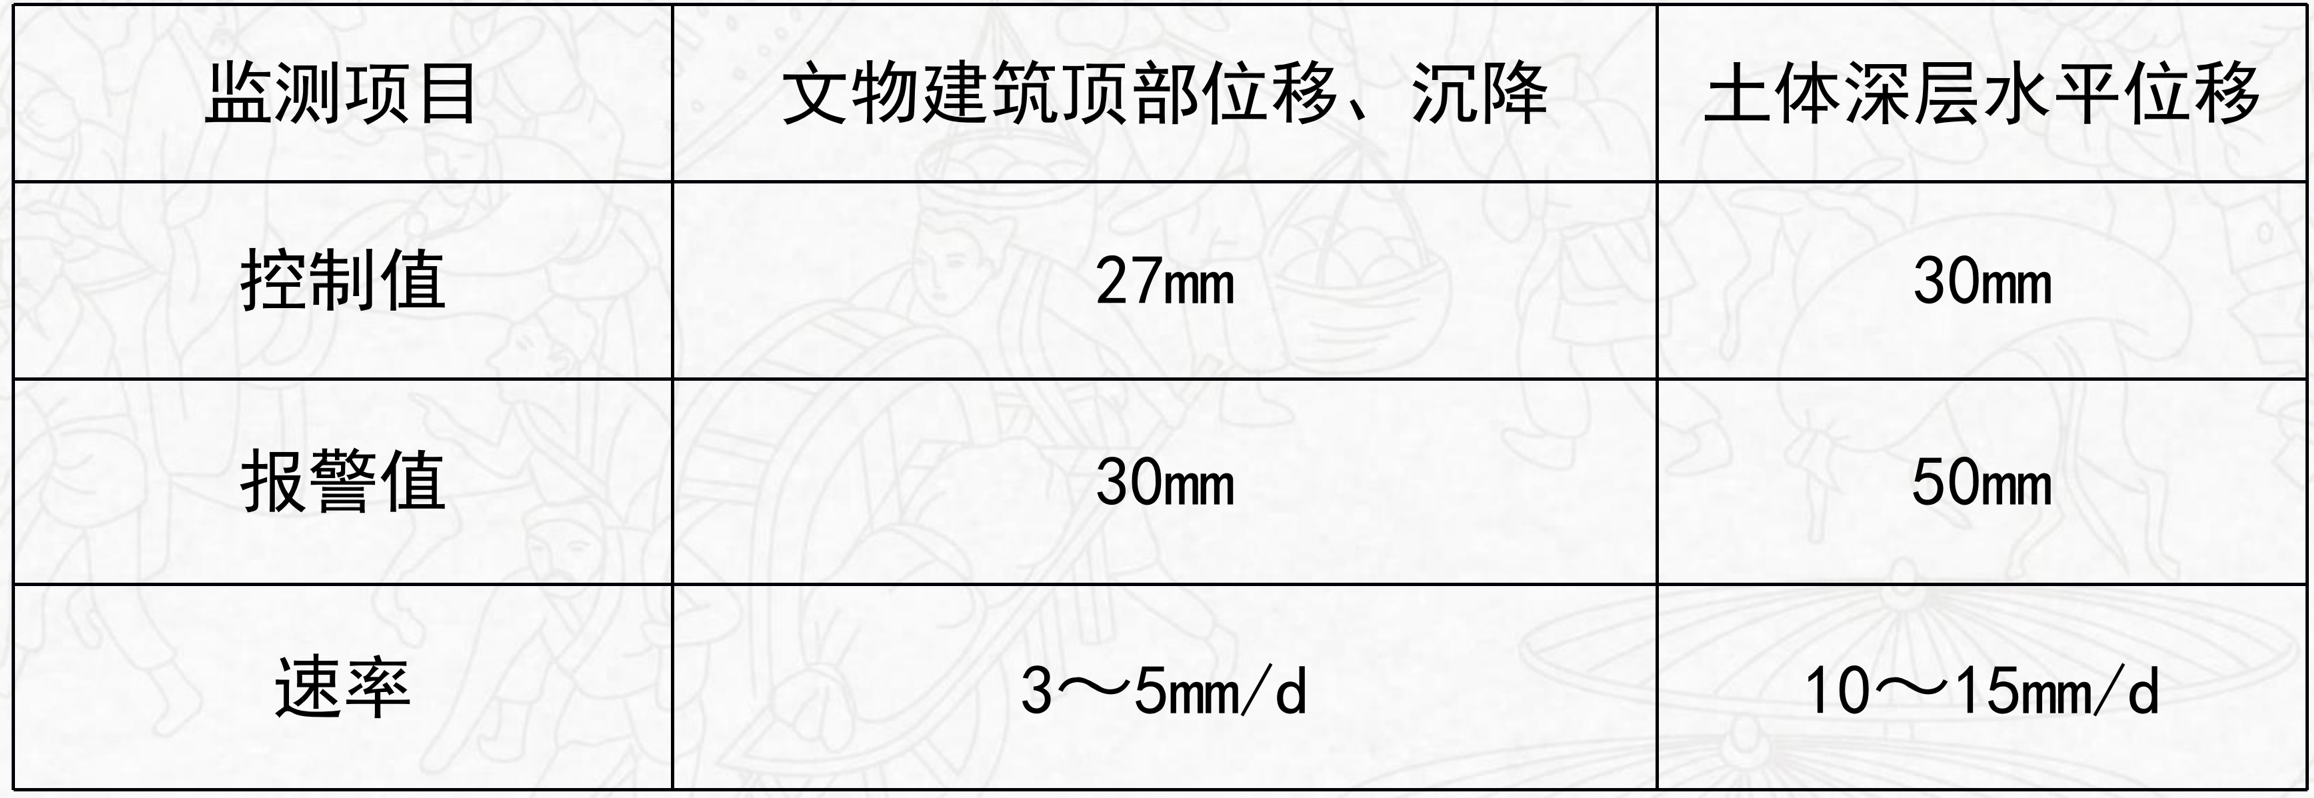 监测项目 文物建筑顶部位移、沉降 土体深层水平位移
控制值 27mm 30mm
报警值 30mm 50mm
速率 3～5mm/d 10～15mm/d